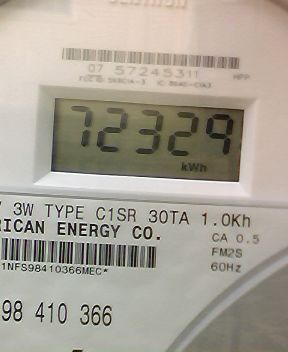 07 57245311 HPP
72329
kWh
3W TYPE C1SR 30TA 1.0Kh
RICAN ENERGY CO.
CA 0.5
FM2S
60Hz
1NFS98410366MEC*
98 410 366